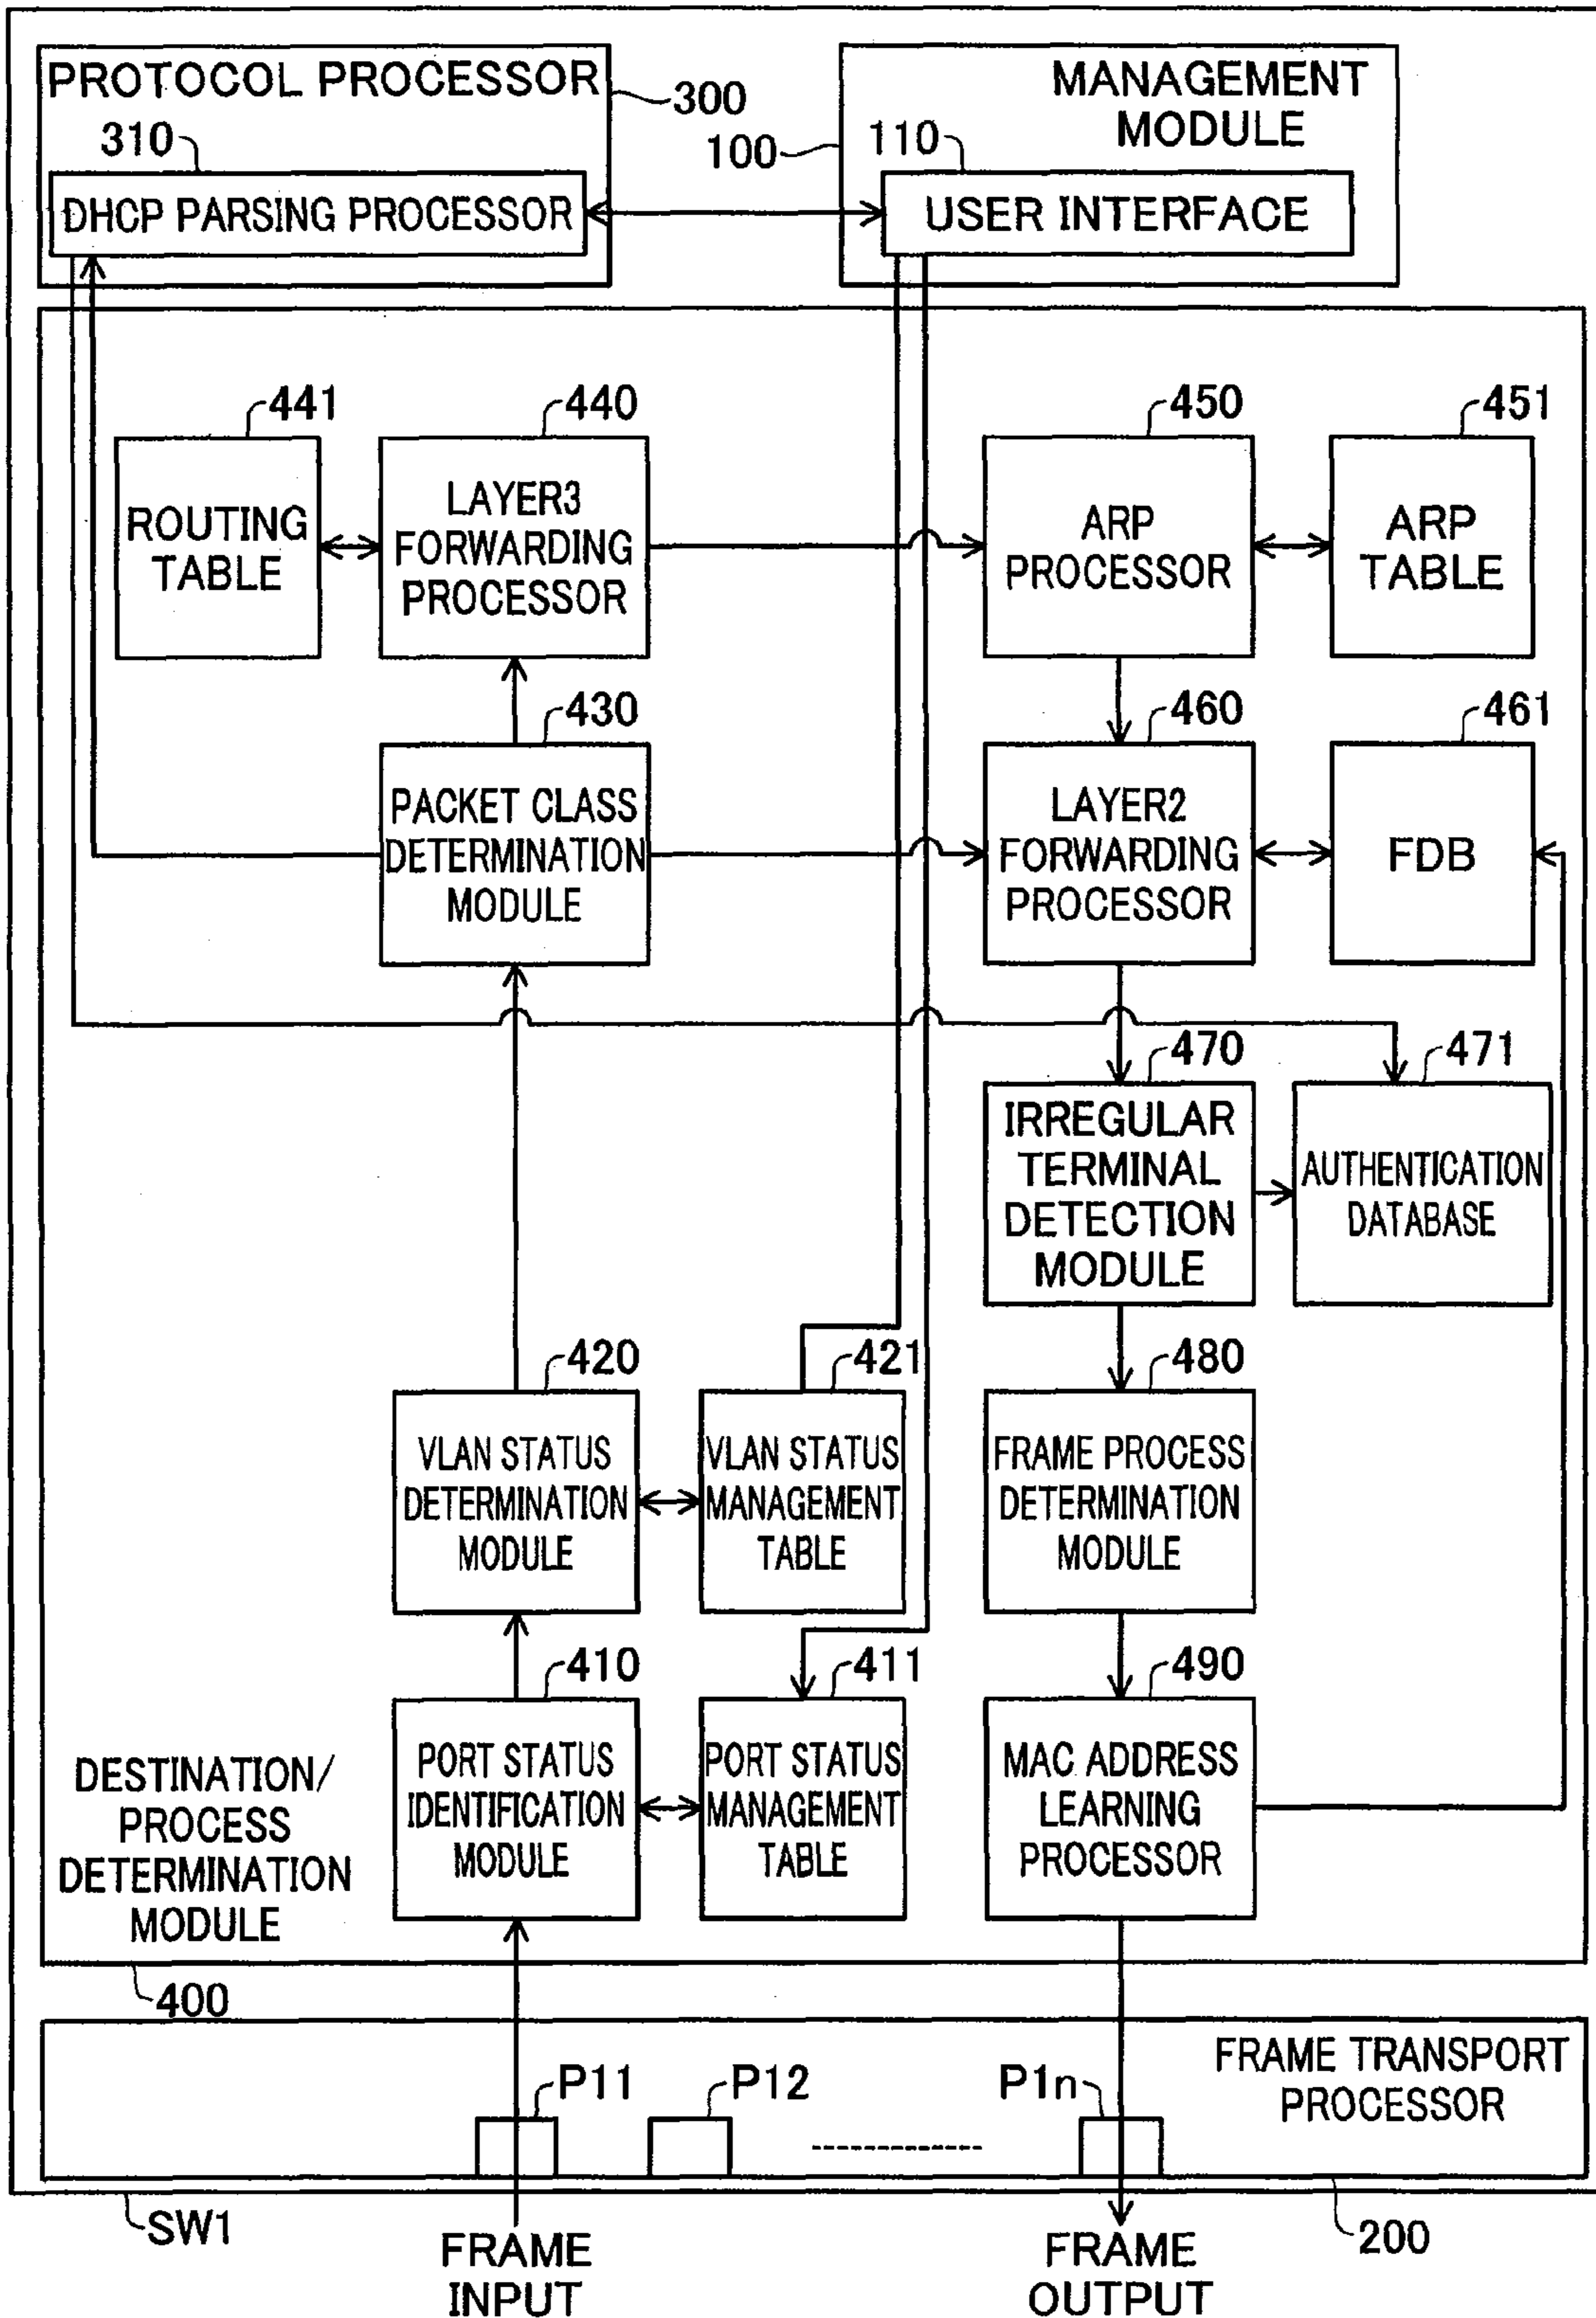 PROTOCOL PROCESSOR
300
310
DHCP PARSING PROCESSOR
MANAGEMENT
MODULE
100
110
USER INTERFACE
441
ROUTING
TABLE
440
LAYER3
FORWARDING
PROCESSOR
450
ARP
PROCESSOR
451
ARP
TABLE
430
PACKET CLASS
DETERMINATION
MODULE
460
LAYER2
FORWARDING
PROCESSOR
461
FDB
470
IRREGULAR
TERMINAL
DETECTION
MODULE
471
AUTHENTICATION
DATABASE
420
VLAN STATUS
DETERMINATION
MODULE
421
VLAN STATUS
MANAGEMENT
TABLE
480
FRAME PROCESS
DETERMINATION
MODULE
410
PORT STATUS
IDENTIFICATION
MODULE
411
PORT STATUS
MANAGEMENT
TABLE
490
MAC ADDRESS
LEARNING
PROCESSOR
DESTINATION/
PROCESS
DETERMINATION
MODULE
400
P11
P12
P1n
FRAME TRANSPORT
PROCESSOR
SW1
200
FRAME
INPUT
FRAME
OUTPUT